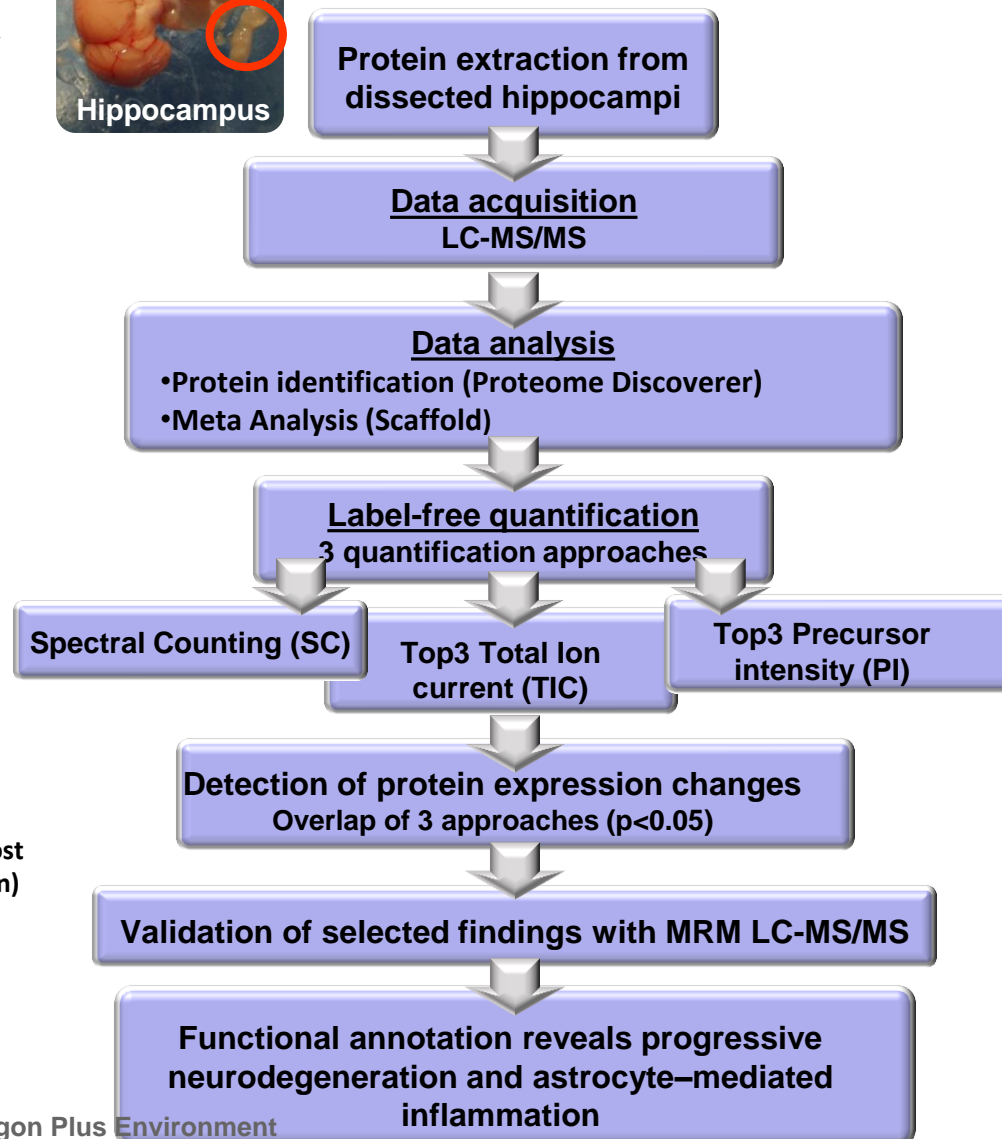 Hippocampus
Protein extraction from
dissected hippocampi
Data acquisition
LC-MS/MS
Data analysis
•Protein identification (Proteome Discoverer)
•Meta Analysis (Scaffold)
Label-free quantification
3 quantification approaches
Spectral Counting (SC)
Top3 Total Ion
current (TIC)
Top3 Precursor
intensity (PI)
Detection of protein expression changes
Overlap of 3 approaches (p<0.05)
Validation of selected findings with MRM LC-MS/MS
Functional annotation reveals progressive
neurodegeneration and astrocyte–mediated
inflammation
Plus Environment